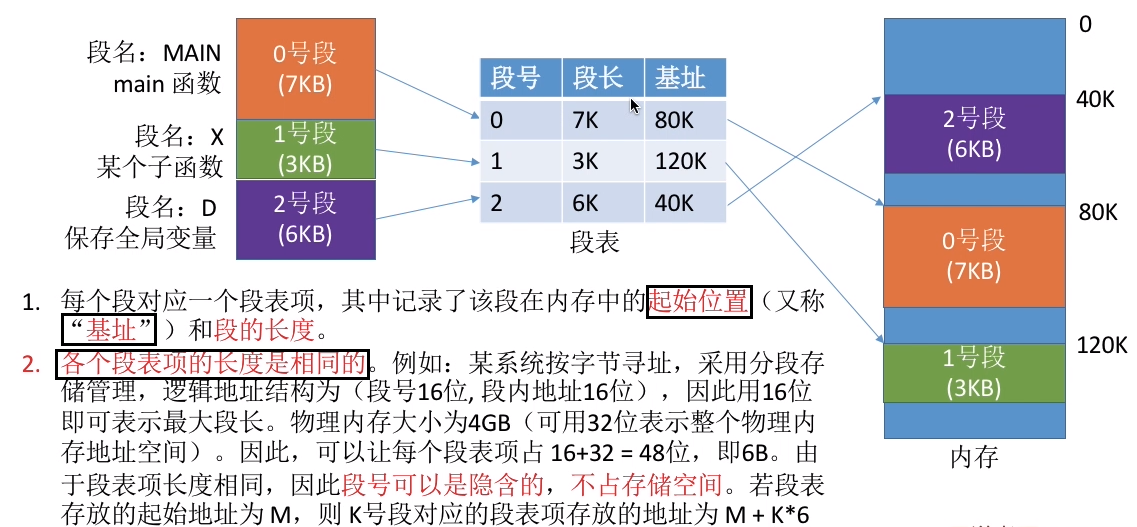 段名：MAIN
main 函数
段名：X
某个子函数
段名：D
保存全局变量
0号段
(7KB)
1号段
(3KB)
2号段
(6KB)
段号 段长 基址
0 7K 80K
1 3K 120K
2 6K 40K
段表
0
40K
2号段
(6KB)
80K
0号段
(7KB)
120K
1号段
(3KB)
内存
1. 每个段对应一个段表项，其中记录了该段在内存中的起始位置（又称
“基址”）和段的长度。
2. 各个段表项的长度是相同的。例如：某系统按字节寻址，采用分段存
储管理，逻辑地址结构为（段号16位, 段内地址16位），因此用16位
即可表示最大段长。物理内存大小为4GB（可用32位表示整个物理内
存地址空间）。因此，可以让每个段表项占 16+32 = 48位，即6B。由
于段表项长度相同，因此段号可以是隐含的，不占存储空间。若段表
存放的起始地址为 M，则 K号段对应的段表项存放的地址为 M + K*6